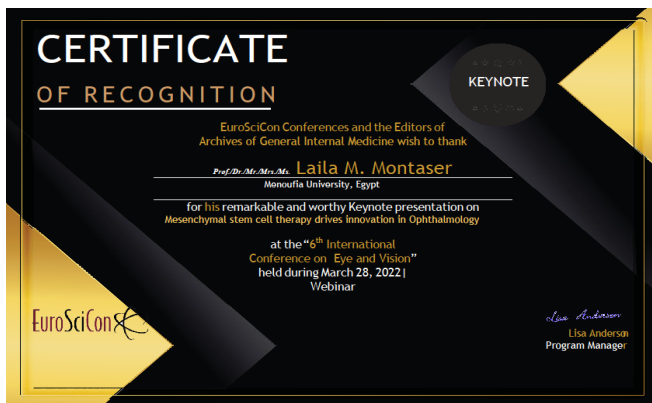 CERTIFICATE
OF RECOGNITION
KEYNOTE
EuroSciCon Conferences and the Editors of
Archives of General Internal Medicine wish to thank
Prof./Dr./Mr./Mrs./Ms. Laila M. Montaser
Menoufia University, Egypt
for his remarkable and worthy Keynote presentation on
Mesenchymal stem cell therapy drives innovation in Ophthalmology
at the“6th International
Conference on Eye and Vision”
held during March 28, 2022|
Webinar
EuroSciCon
Lisa Anderson
Lisa Anderson
Program Manager